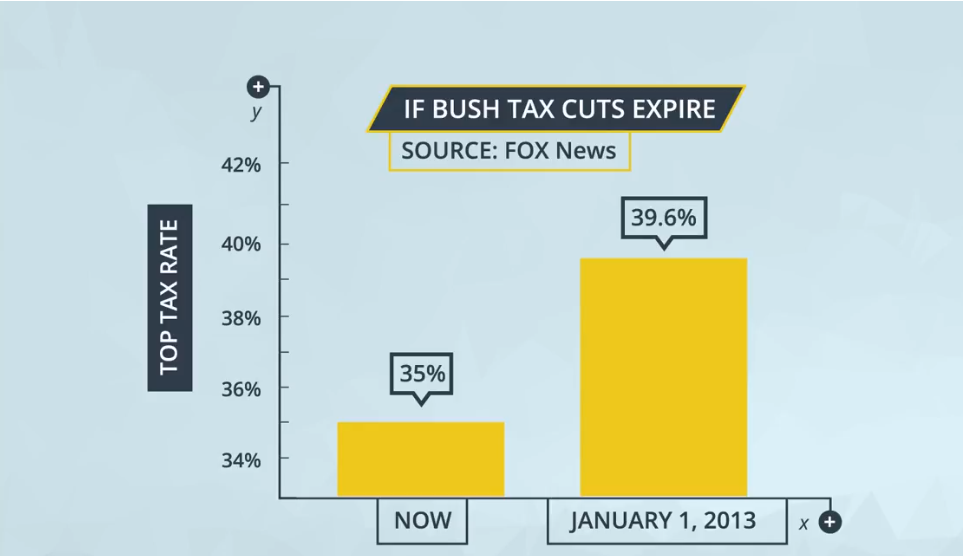 IF BUSH TAX CUTS EXPIRE
SOURCE: FOX News
y
42%
40%
38%
36%
34%
TOP TAX RATE
35%
39.6%
NOW
JANUARY 1, 2013
x